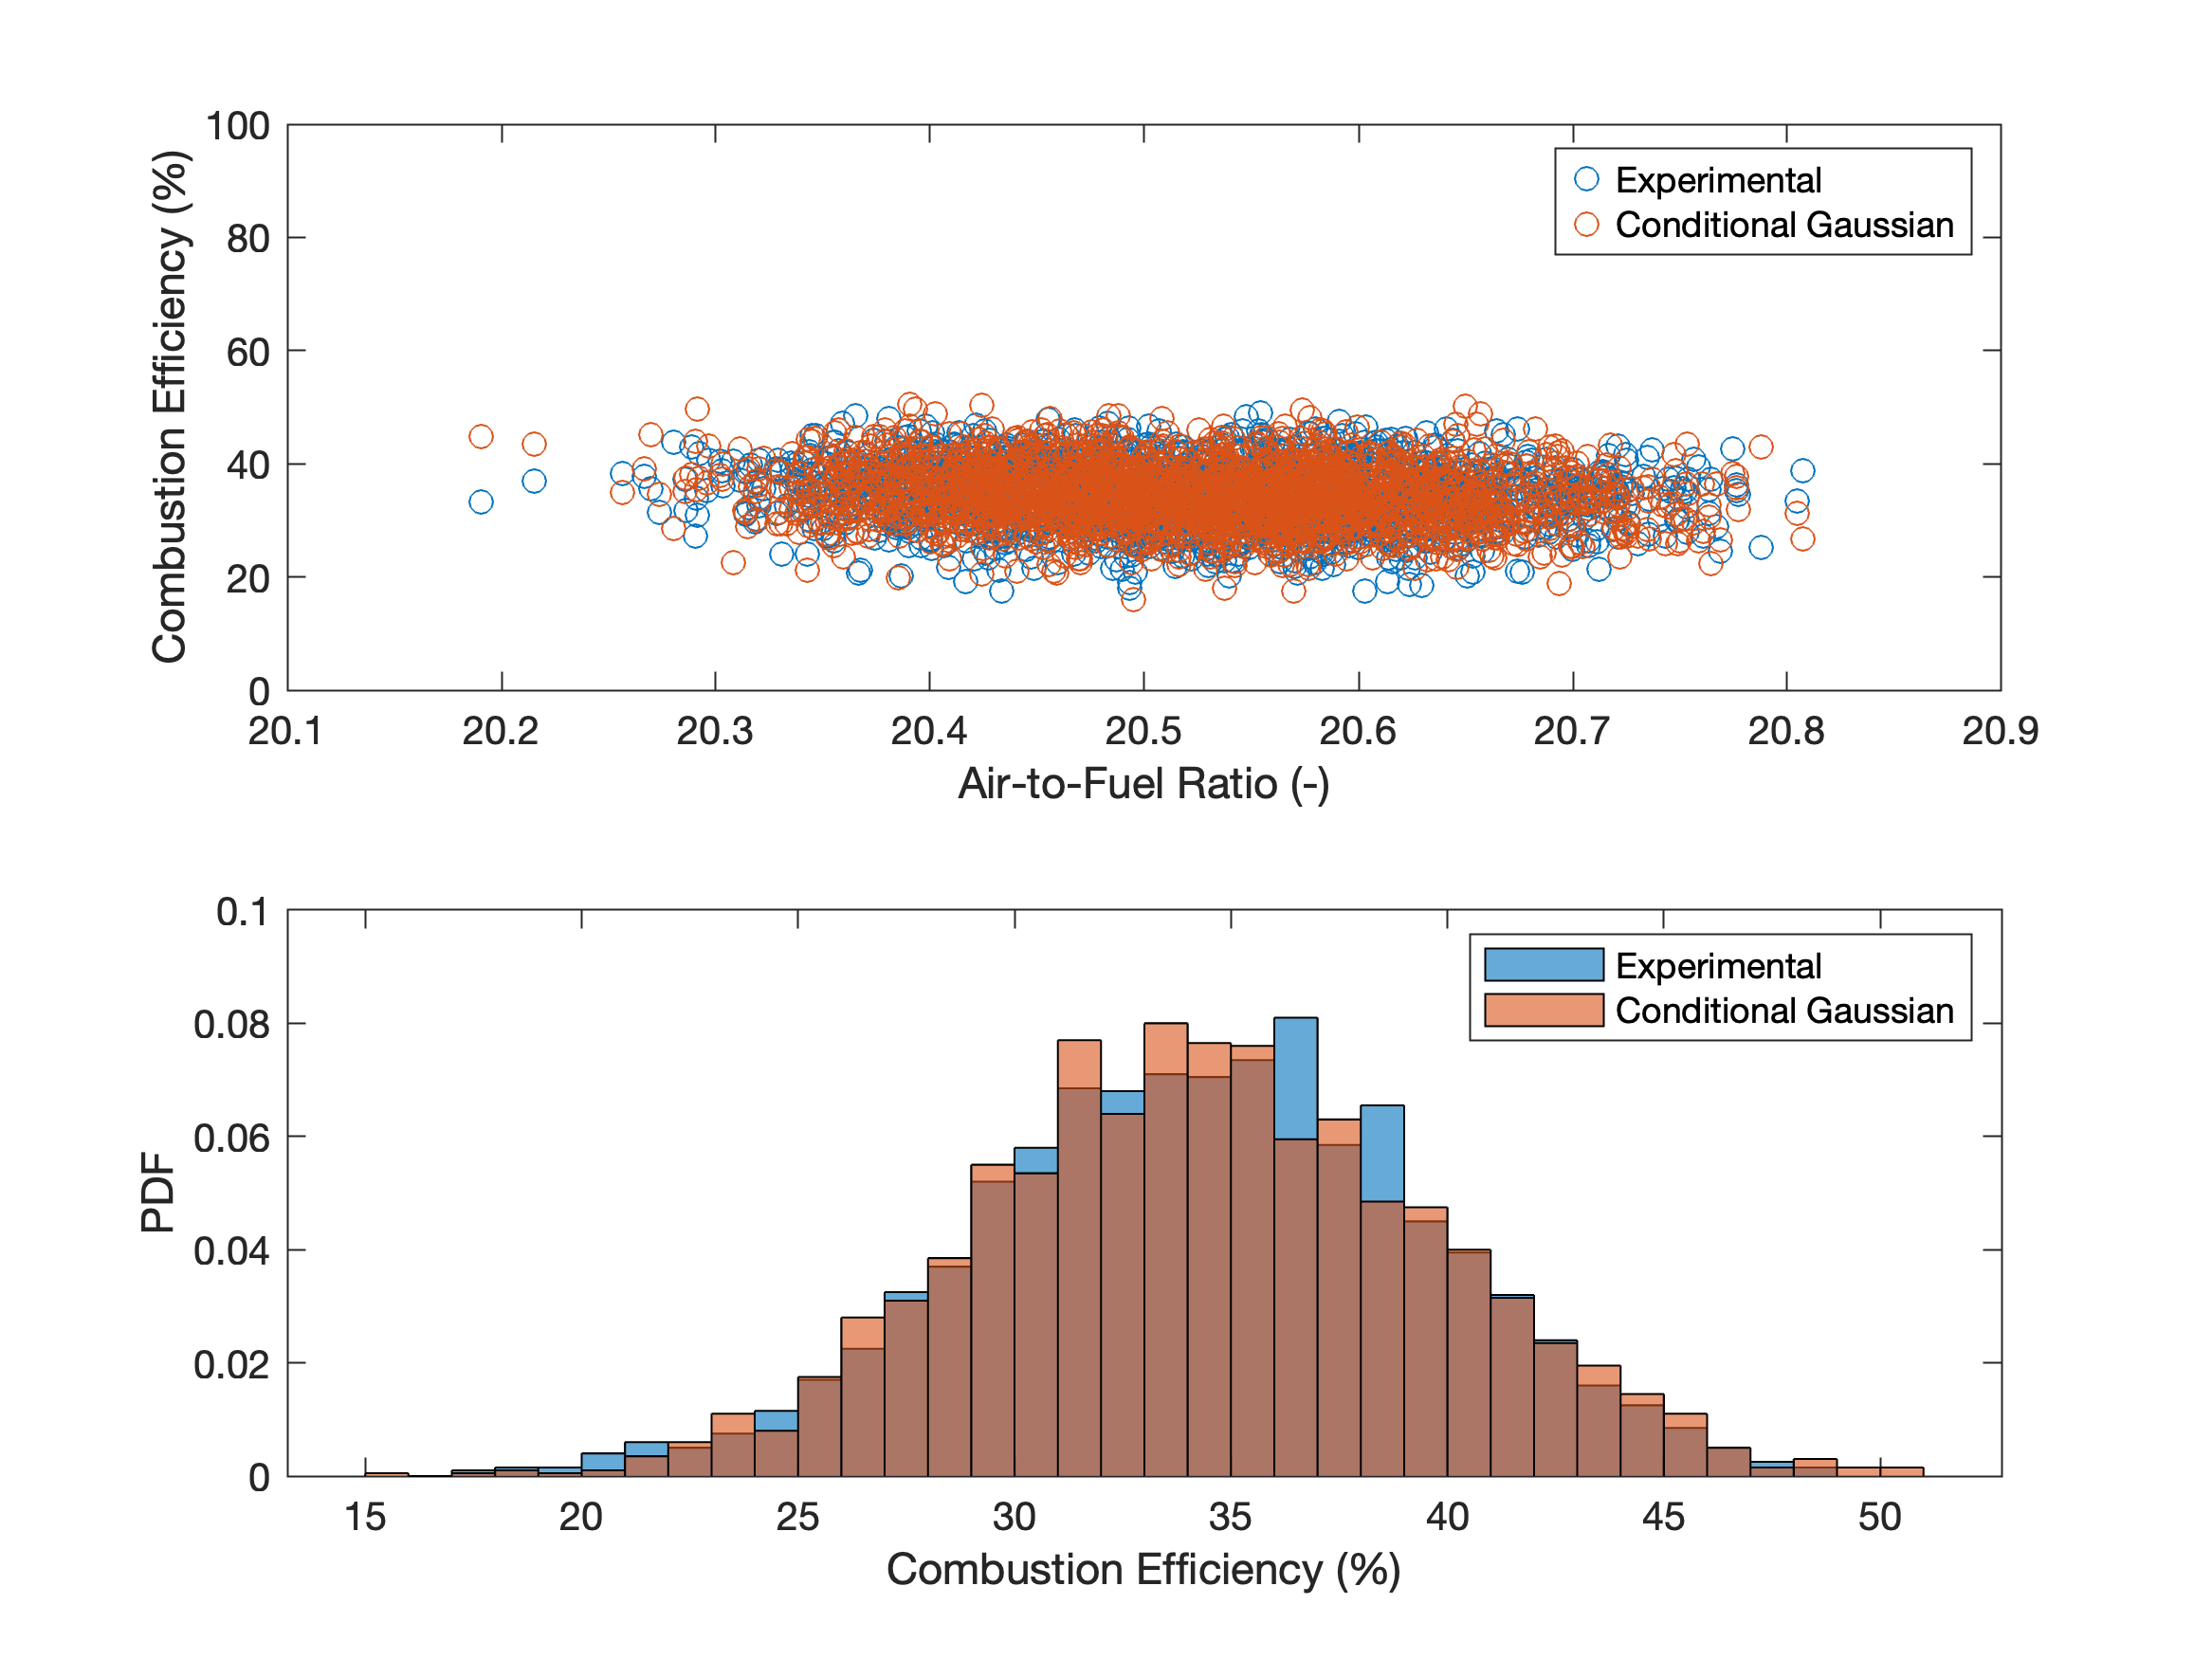 100
80
60
40
20
0
Combustion Efficiency (%)
Experimental
Conditional Gaussian
20.1 20.2 20.3 20.4 20.5 20.6 20.7 20.8 20.9
Air-to-Fuel Ratio (-)
0.1
0.08
0.06
0.04
0.02
0
PDF
Experimental
Conditional Gaussian
15 20 25 30 35 40 45 50
Combustion Efficiency (%)